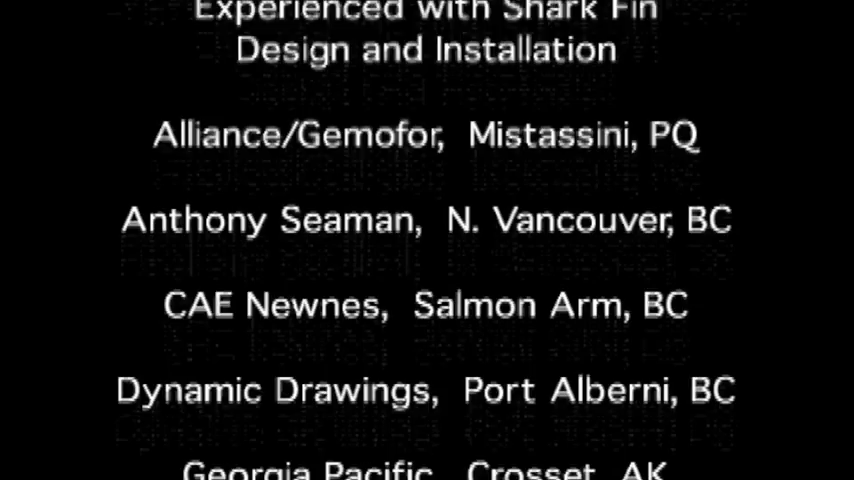 Experienced with Shark Fin
Design and Installation
Alliance/Gemofor, Mistassini, PQ
Anthony Seaman, N. Vancouver, BC
CAE Newnes, Salmon Arm, BC
Dynamic Drawings, Port Alberni, BC
Georgia Pacific, Crosset, AK